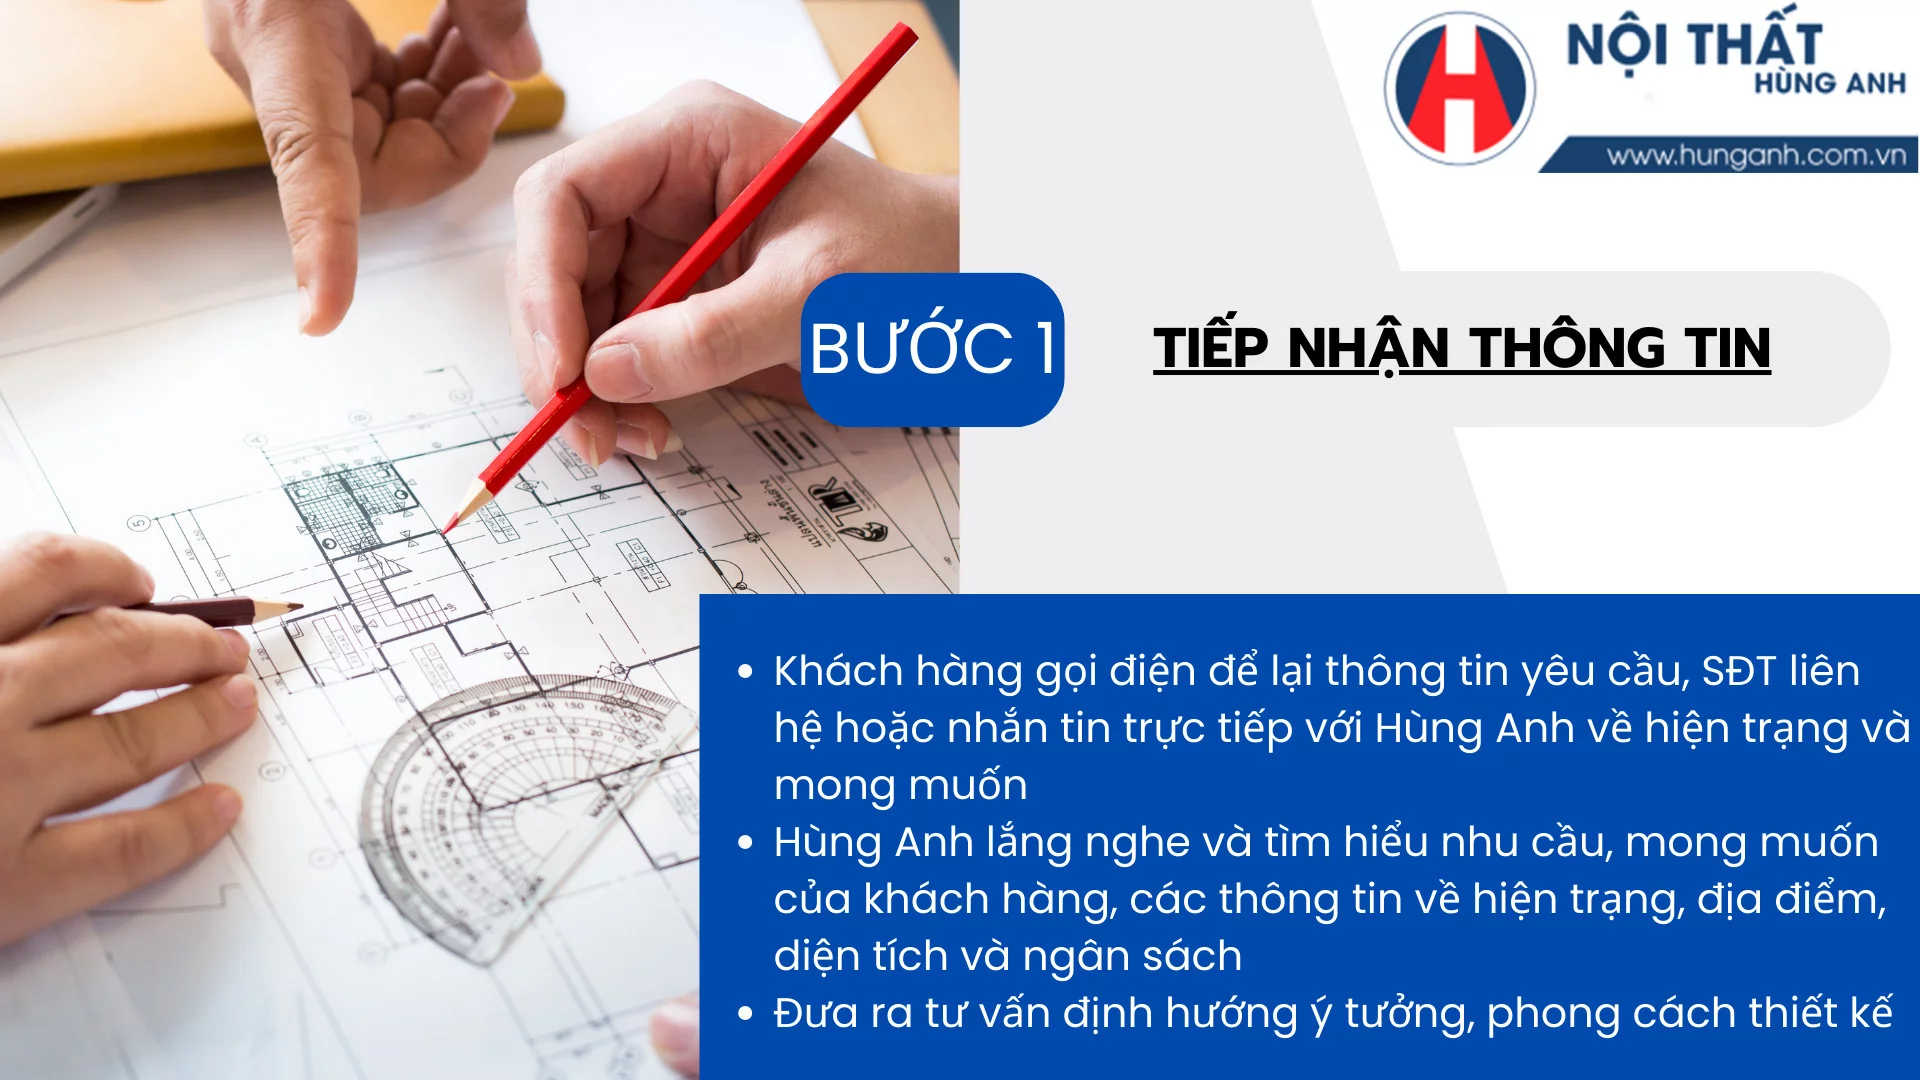 NỘI THẤT
HÙNG ANH
www.hunganh.com.vn
BƯỚC 1
TIẾP NHẬN THÔNG TIN
• Khách hàng gọi điện để lại thông tin yêu cầu, SĐT liên
hệ hoặc nhắn tin trực tiếp với Hùng Anh về hiện trạng và
mong muốn
• Hùng Anh lắng nghe và tìm hiểu nhu cầu, mong muốn
của khách hàng, các thông tin về hiện trạng, địa điểm,
diện tích và ngân sách
• Đưa ra tư vấn định hướng ý tưởng, phong cách thiết kế